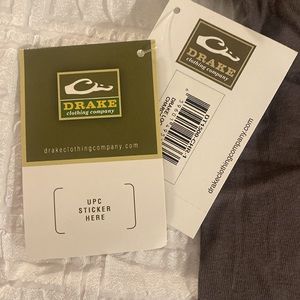 DRAKE
clothing company
drakeclothingcompany.com
UPC
STICKER
HERE
DRAKE
clothing company
drakeclothingcompany.com